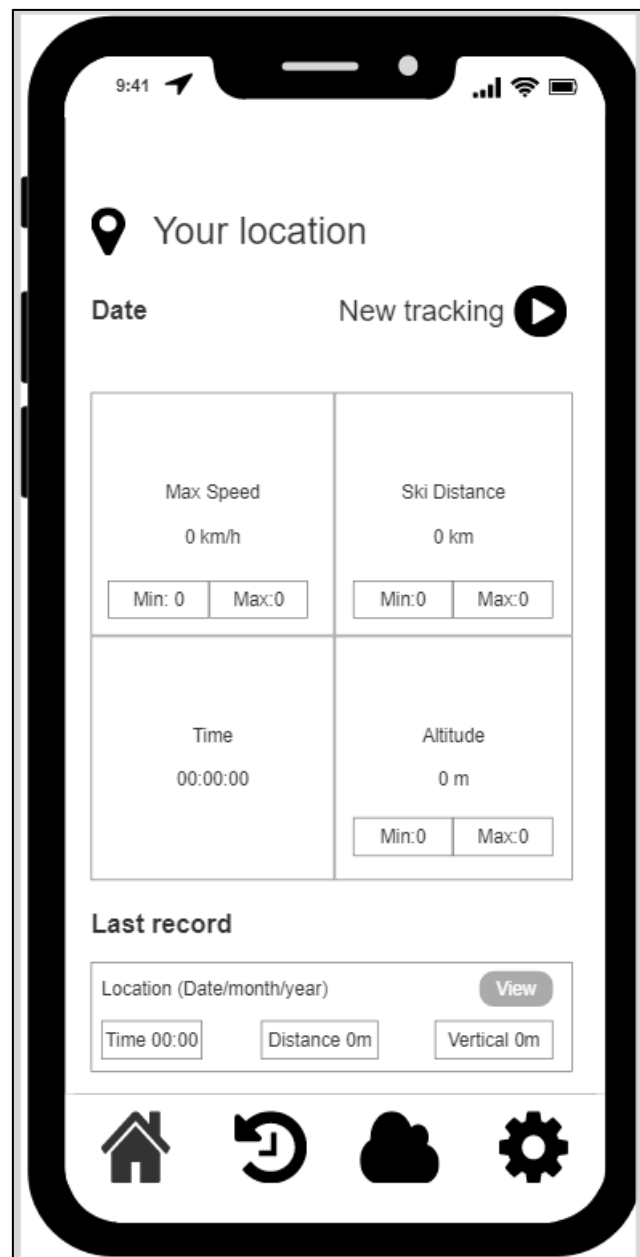 9:41
Your location
Date New tracking
Max Speed Ski Distance
0 km/h 0 km
Min: 0 Max:0 Min:0 Max:0
Time Altitude
00:00:00 0 m
Min:0 Max:0
Last record
Location (Date/month/year) View
Time 00:00 Distance 0m Vertical 0m